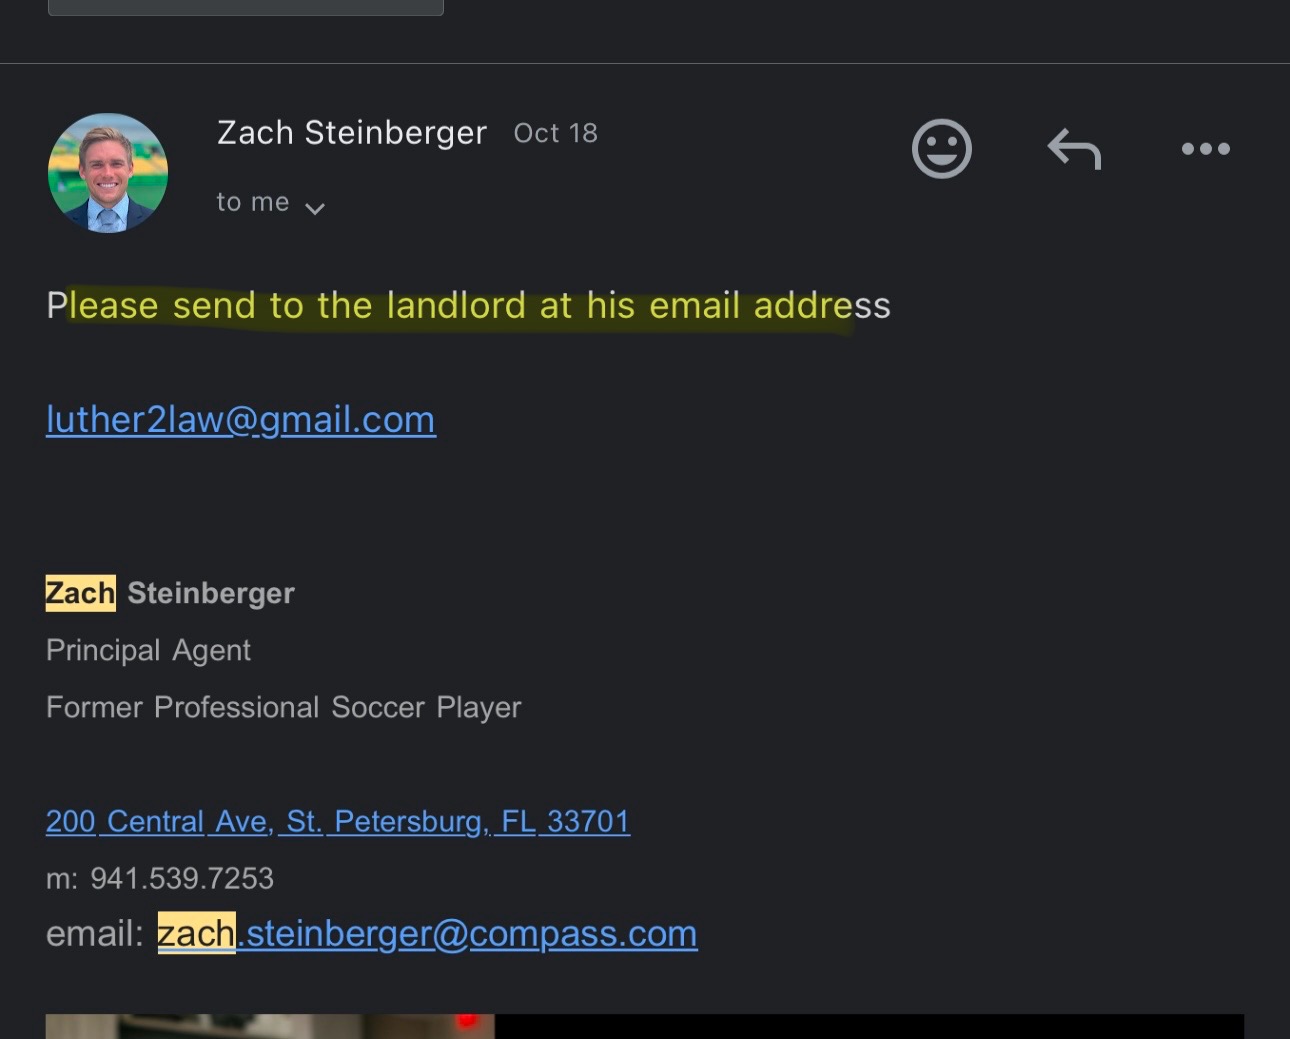 Zach Steinberger Oct 18
to me
Please send to the landlord at his email address
luther2law@gmail.com
Zach Steinberger
Principal Agent
Former Professional Soccer Player
200 Central Ave, St. Petersburg, FL 33701
m: 941.539.7253
email: zach.steinberger@compass.com